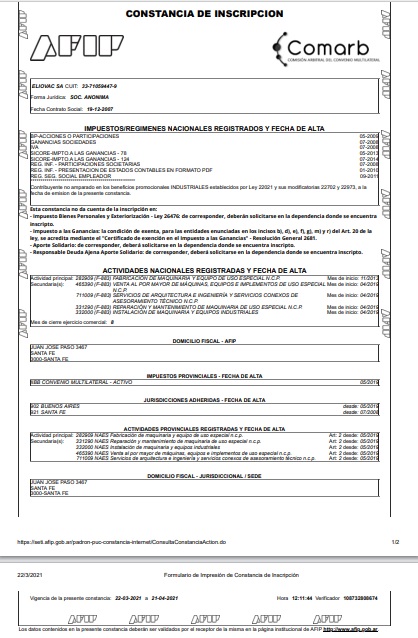 CONSTANCIA DE INSCRIPCION
AFIP
Comarb
COMISIÓN ARBITRAL DEL CONVENIO MULTILATERAL
ELIOVAC SA CUIT: 33-71059447-9
Forma Jurídica: SOC. ANONIMA
Fecha Contrato Social: 19-12-2007
IMPUESTOS/REGIMENES NACIONALES REGISTRADOS Y FECHA DE ALTA
BP-ACCIONES O PARTICIPACIONES 05-2009
GANANCIAS SOCIEDADES 07-2008
IVA 07-2008
SICORE-IMPTO.A LAS GANANCIAS - 78 05-2013
SICORE-IMPTO.A LAS GANANCIAS - 124 07-2014
REG. INF. - PARTICIPACIONES SOCIETARIAS 07-2008
REG. INF. - PRESENTACION DE ESTADOS CONTABLES EN FORMATO PDF 01-2010
REG. SEG. SOCIAL EMPLEADOR 09-2011
Contribuyente no amparado en los beneficios promocionales INDUSTRIALES establecidos por Ley 22021 y sus modificatorias 22702 y 22973, a la
fecha de emisión de la presente constancia.
Esta constancia no da cuenta de la inscripción en:
- Impuesto Bienes Personales y Exteriorización - Ley 26476: de corresponder, deberán solicitarse en la dependencia donde se encuentra
inscripto.
- Impuesto a las Ganancias: la condición de exenta, para las entidades enunciadas en los incisos b), d), e), f), g), m) y r) del Art. 20 de la
ley, se acredita mediante el "Certificado de exención en el Impuesto a las Ganancias" - Resolución General 2681.
- Aporte Solidario: de corresponder, deberá solicitarse en la dependencia donde se encuentra inscripto.
- Responsable Deuda Ajena Aporte Solidario: de corresponder, deberá solicitarse en la dependencia donde se encuentra inscripto.
ACTIVIDADES NACIONALES REGISTRADAS Y FECHA DE ALTA
Actividad principal: 282909 (F-883) FABRICACIÓN DE MAQUINARIA Y EQUIPO DE USO ESPECIAL N.C.P. Mes de inicio: 11/2013
Secundaria(s): 465390 (F-883) VENTA AL POR MAYOR DE MÁQUINAS, EQUIPO E IMPLEMENTOS DE USO ESPECIAL Mes de inicio: 04/2019
N.C.P.
711009 (F-883) SERVICIOS DE ARQUITECTURA E INGENIERÍA Y SERVICIOS CONEXOS DE Mes de inicio: 04/2019
ASESORAMIENTO TÉCNICO N.C.P.
331290 (F-883) REPARACIÓN Y MANTENIMIENTO DE MAQUINARIA DE USO ESPECIAL N.C.P. Mes de inicio: 04/2019
332000 (F-883) INSTALACIÓN DE MAQUINARIA Y EQUIPOS INDUSTRIALES Mes de inicio: 04/2019
Mes de cierre ejercicio comercial: 8
DOMICILIO FISCAL - AFIP
JUAN JOSE PASO 3467
SANTA FE
3000-SANTA FE
IMPUESTOS PROVINCIALES - FECHA DE ALTA
IIBB CONVENIO MULTILATERAL - ACTIVO 05/2019
JURISDICCIONES ADHERIDAS - FECHA DE ALTA
902 BUENOS AIRES desde: 05/2019
921 SANTA FE desde: 07/2008
ACTIVIDADES PROVINCIALES REGISTRADAS Y FECHA DE ALTA
Actividad principal: 282909 NAES Fabricación de maquinaria y equipo de uso especial n.c.p. Art: 2 desde: 05/2019
Secundaria(s): 331290 NAES Reparación y mantenimiento de maquinaria de uso especial n.c.p. Art: 2 desde: 05/2019
332000 NAES Instalación de maquinaria y equipos industriales Art: 2 desde: 05/2019
465390 NAES Venta al por mayor de máquinas, equipo e implementos de uso especial n.c.p. Art: 2 desde: 05/2019
711009 NAES Servicios de arquitectura e ingeniería y servicios conexos de asesoramiento técnico n.c.p. Art: 2 desde: 05/2019
DOMICILIO FISCAL - JURISDICCIONAL / SEDE
JUAN JOSE PASO 3467
SANTA FE
3000-SANTA FE
https://seti.afip.gob.ar/padron-puc-constancia-internet/ConsultaConstanciaAction.do 1/2
22/3/2021 Formulario de Impresión de Constancia de Inscripción
Vigencia de la presente constancia: 22-03-2021 a 21-04-2021 Hora 12:11:44 Verificador 108732808674
AFIP AFIP AFIP AFIP AFIP
Los datos contenidos en la presente constancia deberán ser validados por el receptor de la misma en la página institucional de AFIP http://www.afip.gob.ar.